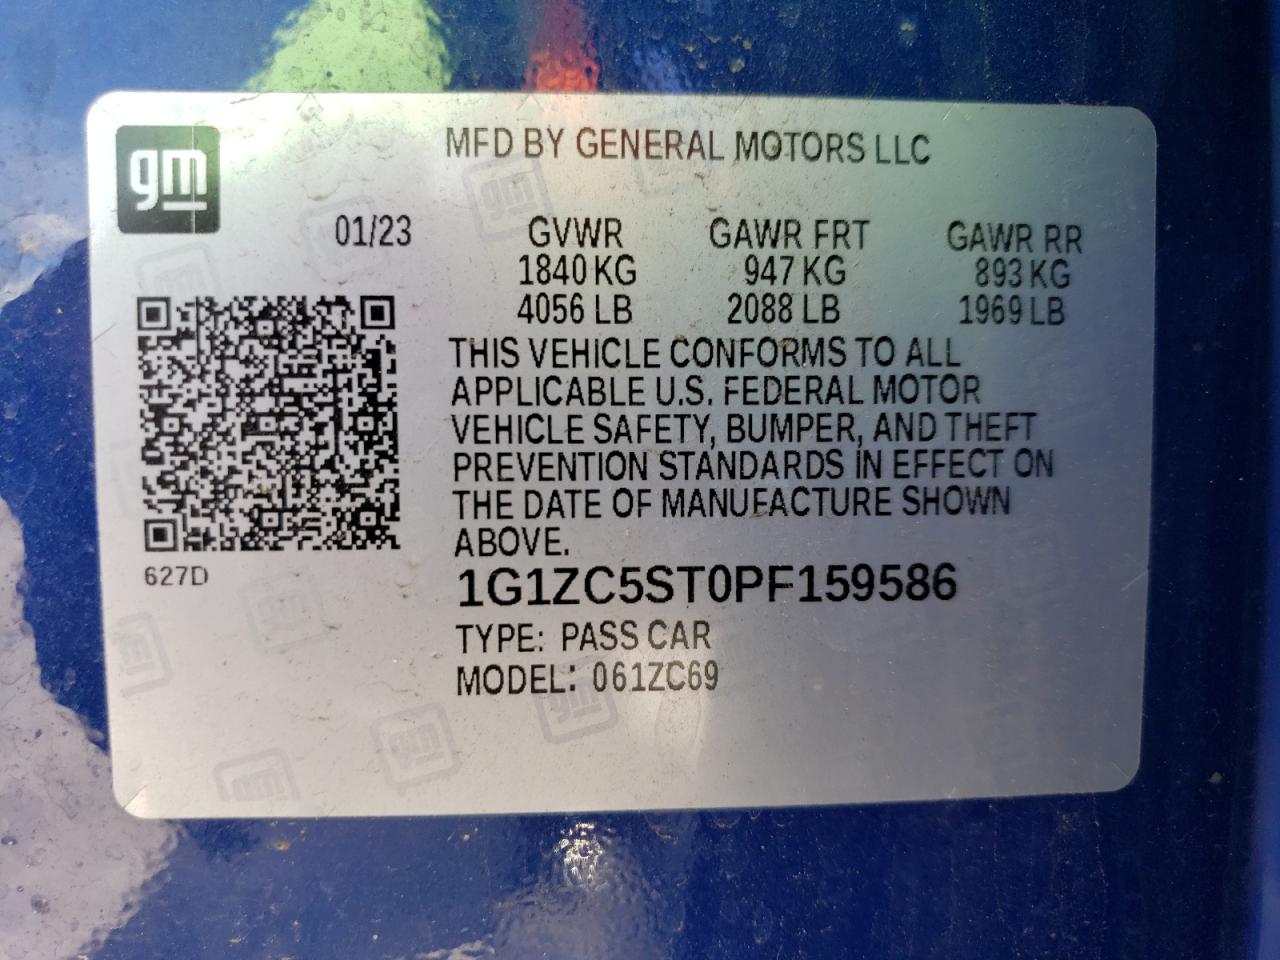 gm
MFD BY GENERAL MOTORS LLC
01/23 GVWR GAWR FRT GAWR RR
1840 KG 947 KG 893 KG
4056 LB 2088 LB 1969 LB
THIS VEHICLE CONFORMS TO ALL
APPLICABLE U.S. FEDERAL MOTOR
VEHICLE SAFETY, BUMPER, AND THEFT
PREVENTION STANDARDS IN EFFECT ON
THE DATE OF MANUFACTURE SHOWN
ABOVE.
627D
1G1ZC5ST0PF159586
TYPE: PASS CAR
MODEL: 061ZC69